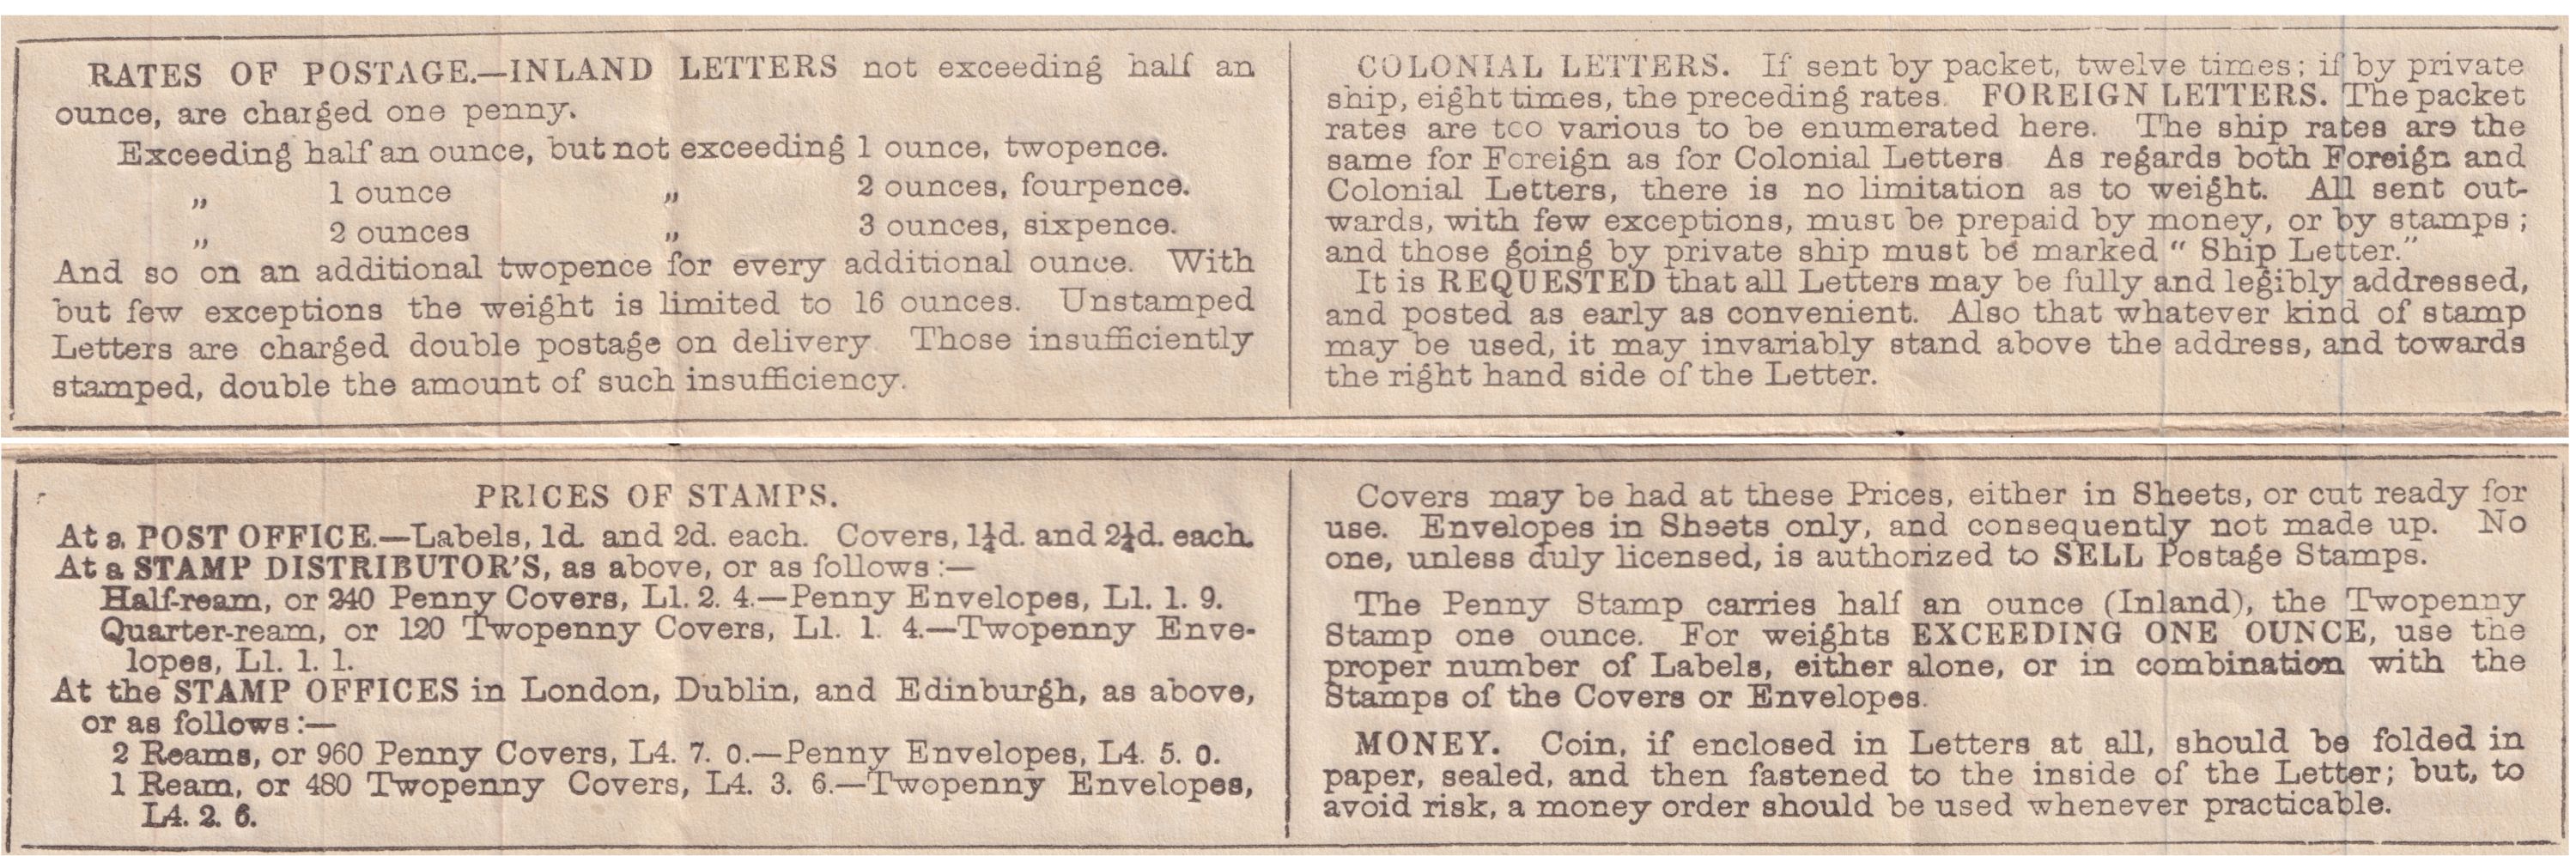 RATES OF POSTAGE.—INLAND LETTERS not exceeding half an
ounce, are charged one penny.
Exceeding half an ounce, but not exceeding 1 ounce, twopence.
„ 1 ounce „ 2 ounces, fourpence.
„ 2 ounces „ 3 ounces, sixpence.
And so on an additional twopence for every additional ounce. With
but few exceptions the weight is limited to 16 ounces. Unstamped
Letters are charged double postage on delivery. Those insufficiently
stamped, double the amount of such insufficiency.
COLONIAL LETTERS. If sent by packet, twelve times; if by private
ship, eight times, the preceding rates. FOREIGN LETTERS. The packet
rates are too various to be enumerated here. The ship rates are the
same for Foreign as for Colonial Letters. As regards both Foreign and
Colonial Letters, there is no limitation as to weight. All sent out-
wards, with few exceptions, must be prepaid by money, or by stamps;
and those going by private ship must be marked “ Ship Letter.”
It is REQUESTED that all Letters may be fully and legibly addressed,
and posted as early as convenient. Also that whatever kind of stamp
may be used, it may invariably stand above the address, and towards
the right hand side of the Letter.
PRICES OF STAMPS.
At a POST OFFICE.—Labels, 1d. and 2d. each. Covers, 1¼d. and 2¼d. each.
At a STAMP DISTRIBUTOR'S, as above, or as follows:—
Half-ream, or 240 Penny Covers, L1. 2. 4.—Penny Envelopes, L1. 1. 9.
Quarter-ream, or 120 Twopenny Covers, L1. 1. 4.—Twopenny Enve-
lopes, L1. 1. 1.
At the STAMP OFFICES in London, Dublin, and Edinburgh, as above,
or as follows:—
2 Reams, or 960 Penny Covers, L4. 7. 0.—Penny Envelopes, L4. 5. 0.
1 Ream, or 480 Twopenny Covers, L4. 3. 6.—Twopenny Envelopes,
L4. 2. 6.
Covers may be had at these Prices, either in Sheets, or cut ready for
use. Envelopes in Sheets only, and consequently not made up. No
one, unless duly licensed, is authorized to SELL Postage Stamps.
The Penny Stamp carries half an ounce (Inland), the Twopenny
Stamp one ounce. For weights EXCEEDING ONE OUNCE, use the
proper number of Labels, either alone, or in combination with the
Stamps of the Covers or Envelopes.
MONEY. Coin, if enclosed in Letters at all, should be folded in
paper, sealed, and then fastened to the inside of the Letter; but, to
avoid risk, a money order should be used whenever practicable.